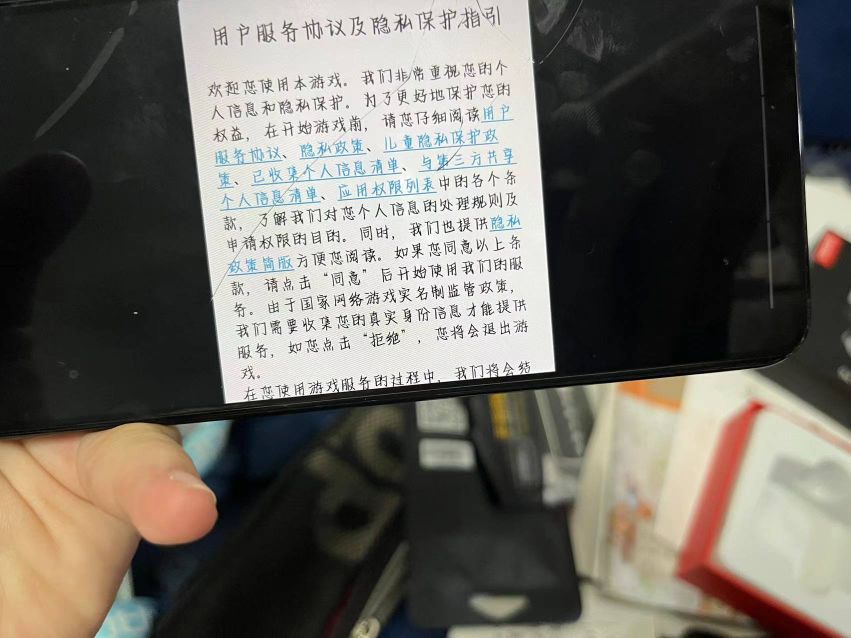 用户服务协议及隐私保护指引
欢迎您使用本游戏。我们非常重视您的个
人信息和隐私保护。为了更好地保护您的
权益，在开始游戏前，请您仔细阅读用户
服务协议、隐私政策、儿童隐私保护政
策、已收集个人信息清单、与第三方共享
个人信息清单、应用权限列表中的各个条
款，了解我们对您个人信息的处理规则及
申请权限的目的。同时，我们也提供隐私
政策简版方便您阅读。如果您同意以上条
款，请点击“同意”后开始使用我们的服
务。由于国家网络游戏实名制监管政策，
我们需要收集您的真实身份信息才能提供
服务，如您点击“拒绝”，您将会退出游
戏。
在您使用游戏服务的过程中，我们将会结